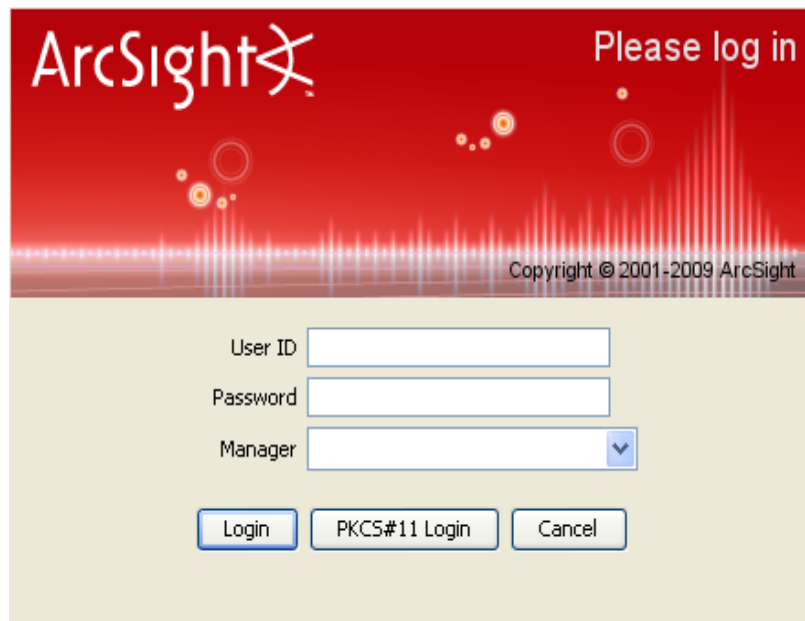 ArcSight
Please log in
Copyright © 2001-2009 ArcSight
User ID
Password
Manager
Login
PKCS#11 Login
Cancel